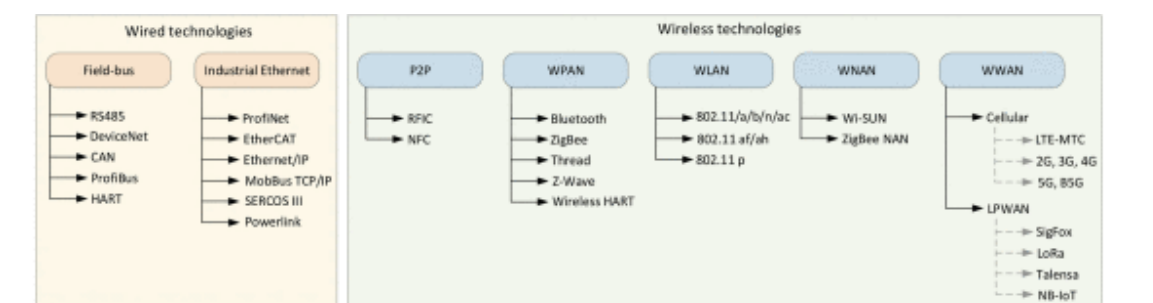 Wired technologies
Field-bus
RS485
DeviceNet
CAN
ProfiBus
HART
Industrial Ethernet
ProfiNet
EtherCAT
Ethernet/IP
MobBus TCP/IP
SERCOS III
Powerlink
Wireless technologies
P2P
RFIC
NFC
WPAN
Bluetooth
ZigBee
Thread
Z-Wave
Wireless HART
WLAN
802.11/a/b/n/ac
802.11 af/ah
802.11 p
WNAN
WI-SUN
ZigBee NAN
WWAN
Cellular
LTE-MTC
2G, 3G, 4G
5G, B5G
LPWAN
SigFox
LoRa
Talensa
NB-IoT